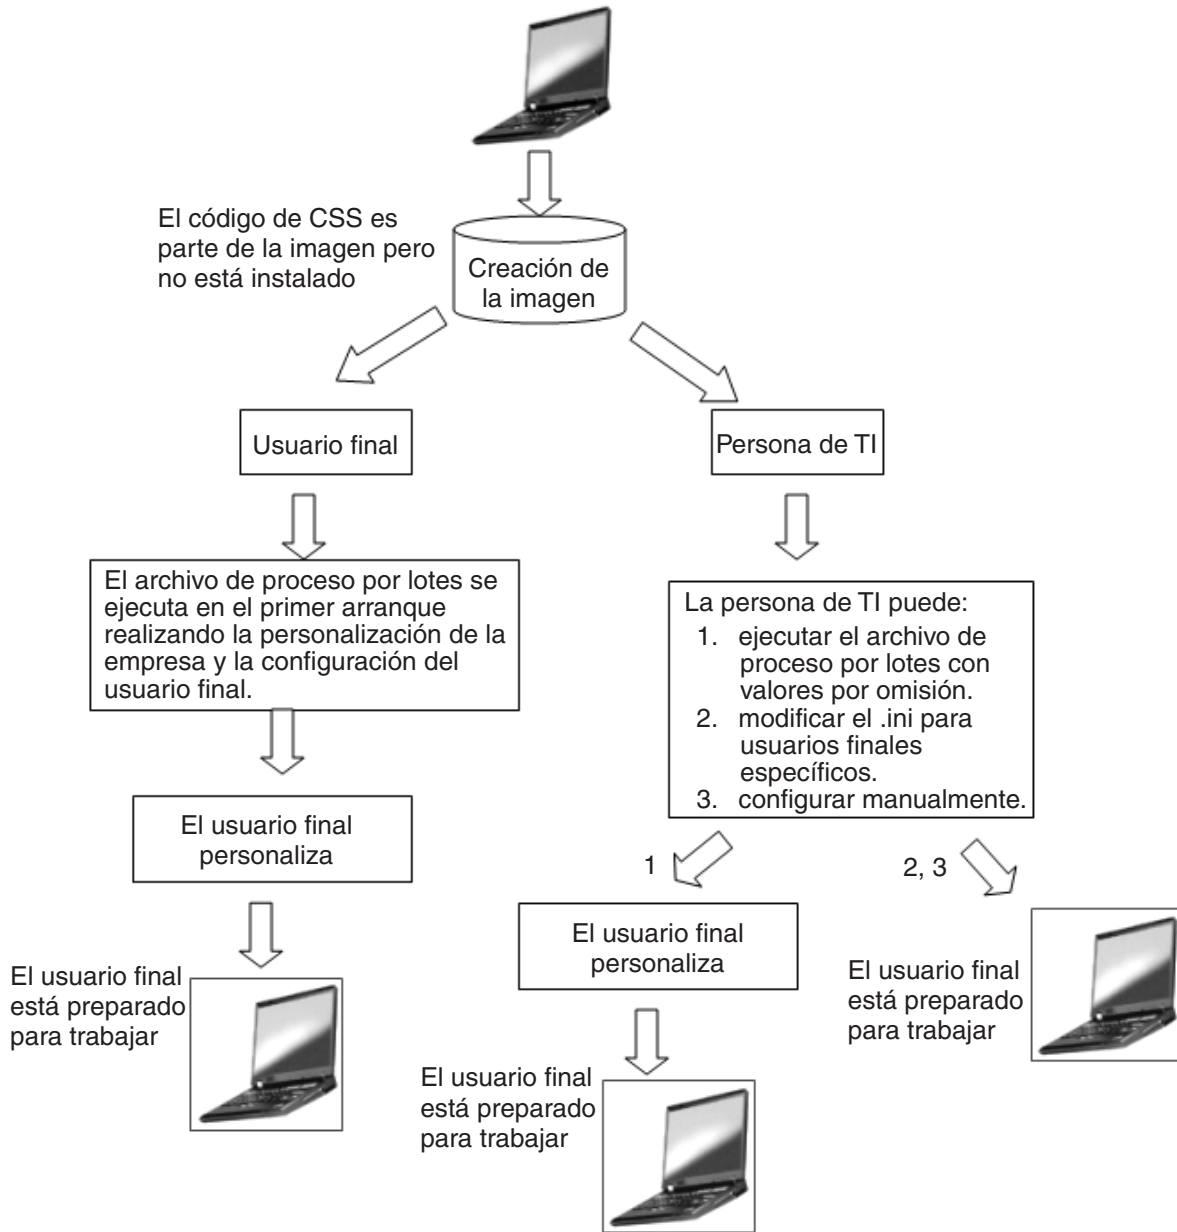 El código de CSS es
parte de la imagen pero
no está instalado
Creación de
la imagen
Usuario final
Persona de TI
El archivo de proceso por lotes se
ejecuta en el primer arranque
realizando la personalización de la
empresa y la configuración del
usuario final.
La persona de TI puede:
1. ejecutar el archivo de
proceso por lotes con
valores por omisión.
2. modificar el .ini para
usuarios finales
específicos.
3. configurar manualmente.
El usuario final
personaliza
1
2, 3
El usuario final
personaliza
El usuario final
está preparado
para trabajar
El usuario final
está preparado
para trabajar
El usuario final
está preparado
para trabajar